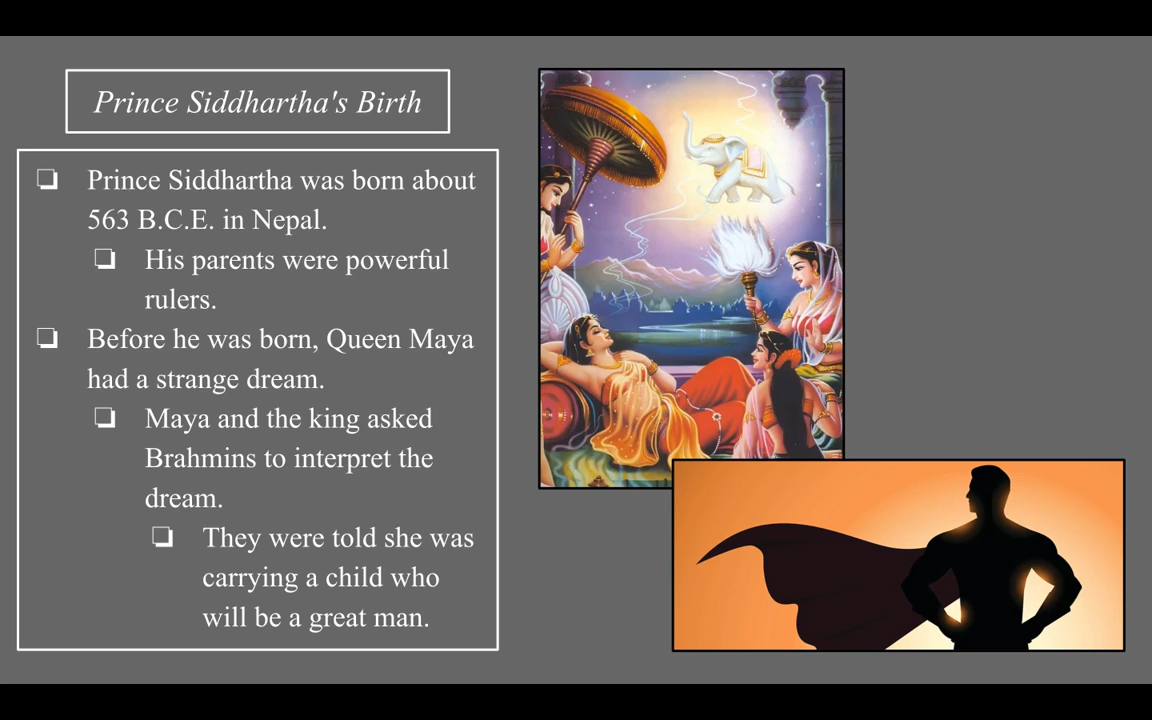 Prince Siddhartha's Birth
❏ Prince Siddhartha was born about
563 B.C.E. in Nepal.
❏ His parents were powerful
rulers.
❏ Before he was born, Queen Maya
had a strange dream.
❏ Maya and the king asked
Brahmins to interpret the
dream.
❏ They were told she was
carrying a child who
will be a great man.